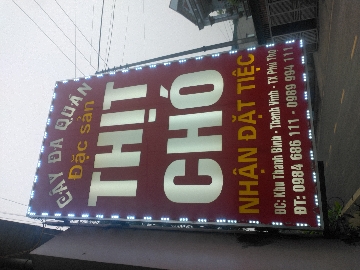 CÂY ĐA QUÁN
Đặc sản
THỊT
CHÓ
NHẬN ĐẶT TIỆC
ĐC: Khu Thanh Bình - Thanh Vinh - TX Phú Thọ
ĐT: 0984 686 111 - 0989 994 111